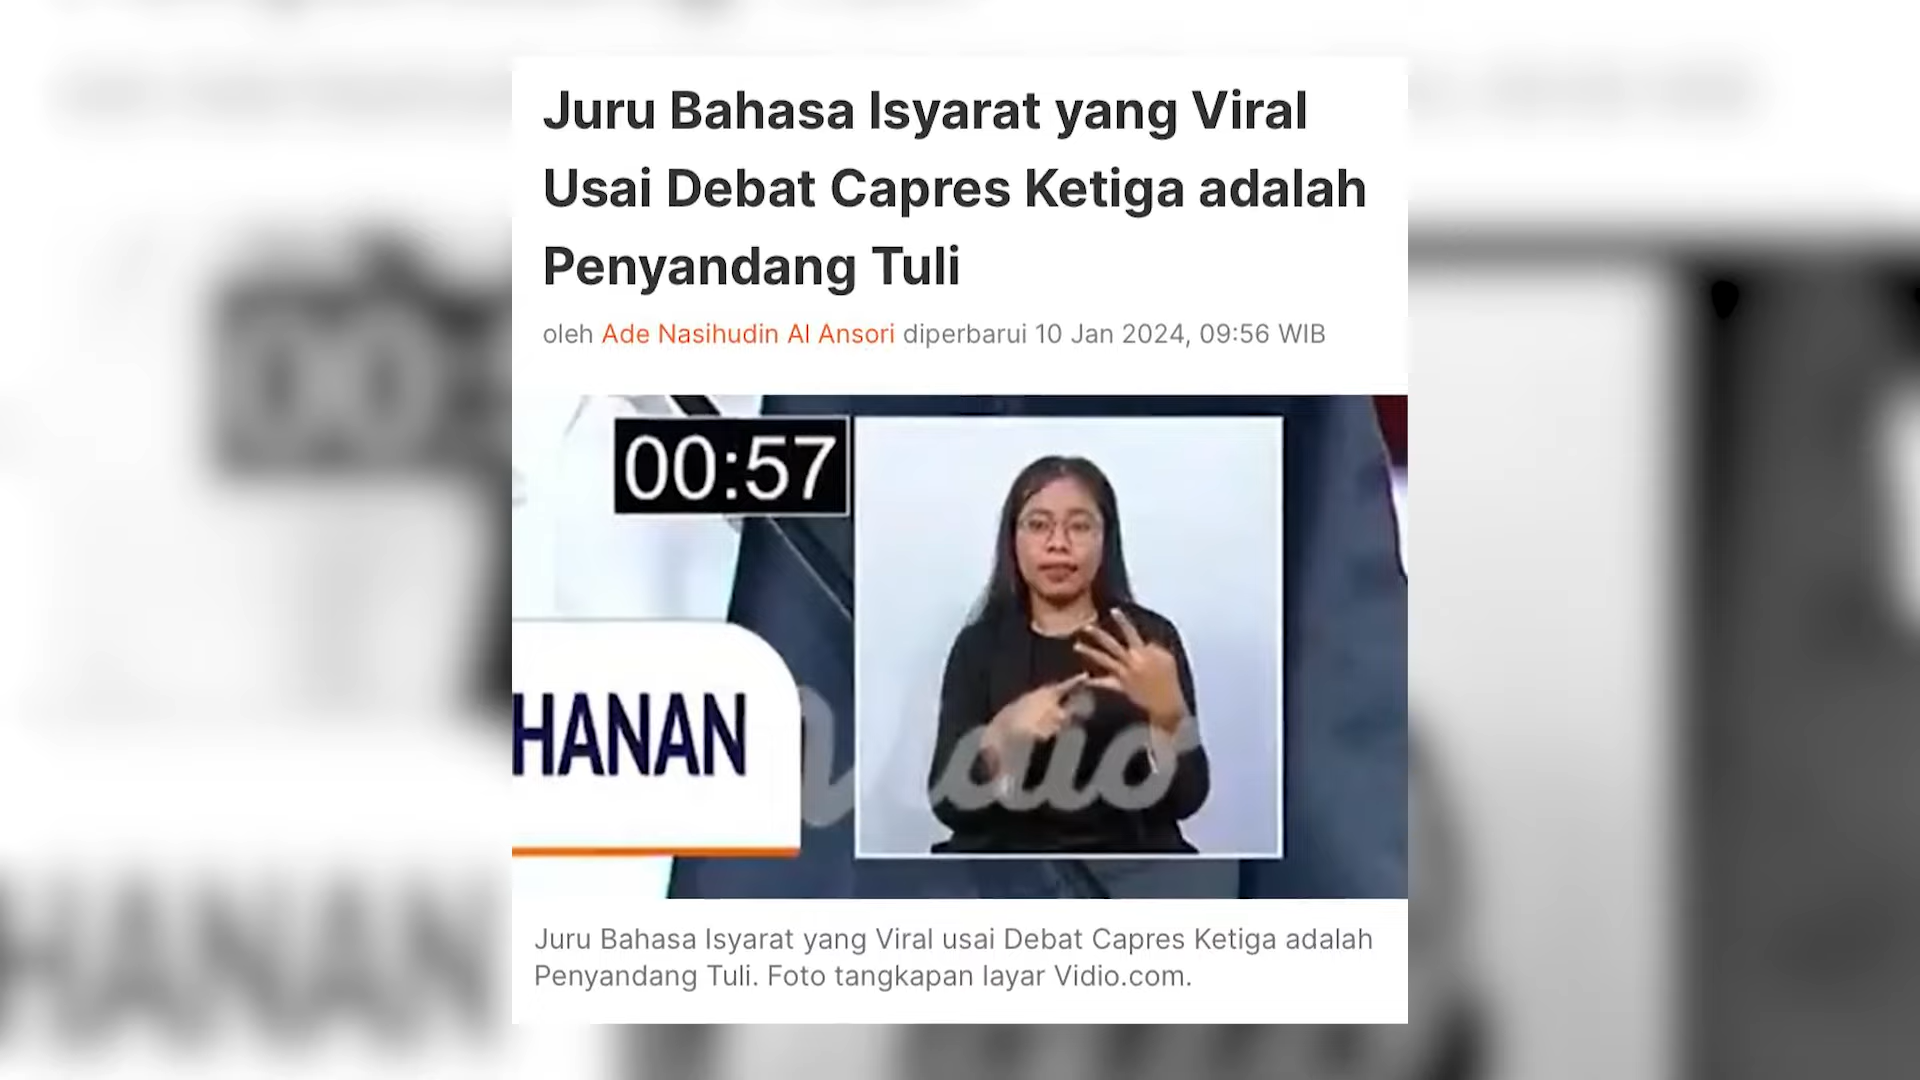 Juru Bahasa Isyarat yang Viral
Usai Debat Capres Ketiga adalah
Penyandang Tuli
oleh Ade Nasihudin Al Ansori diperbarui 10 Jan 2024, 09:56 WIB
00:57
HANAN
Vidio
Juru Bahasa Isyarat yang Viral usai Debat Capres Ketiga adalah
Penyandang Tuli. Foto tangkapan layar Vidio.com.